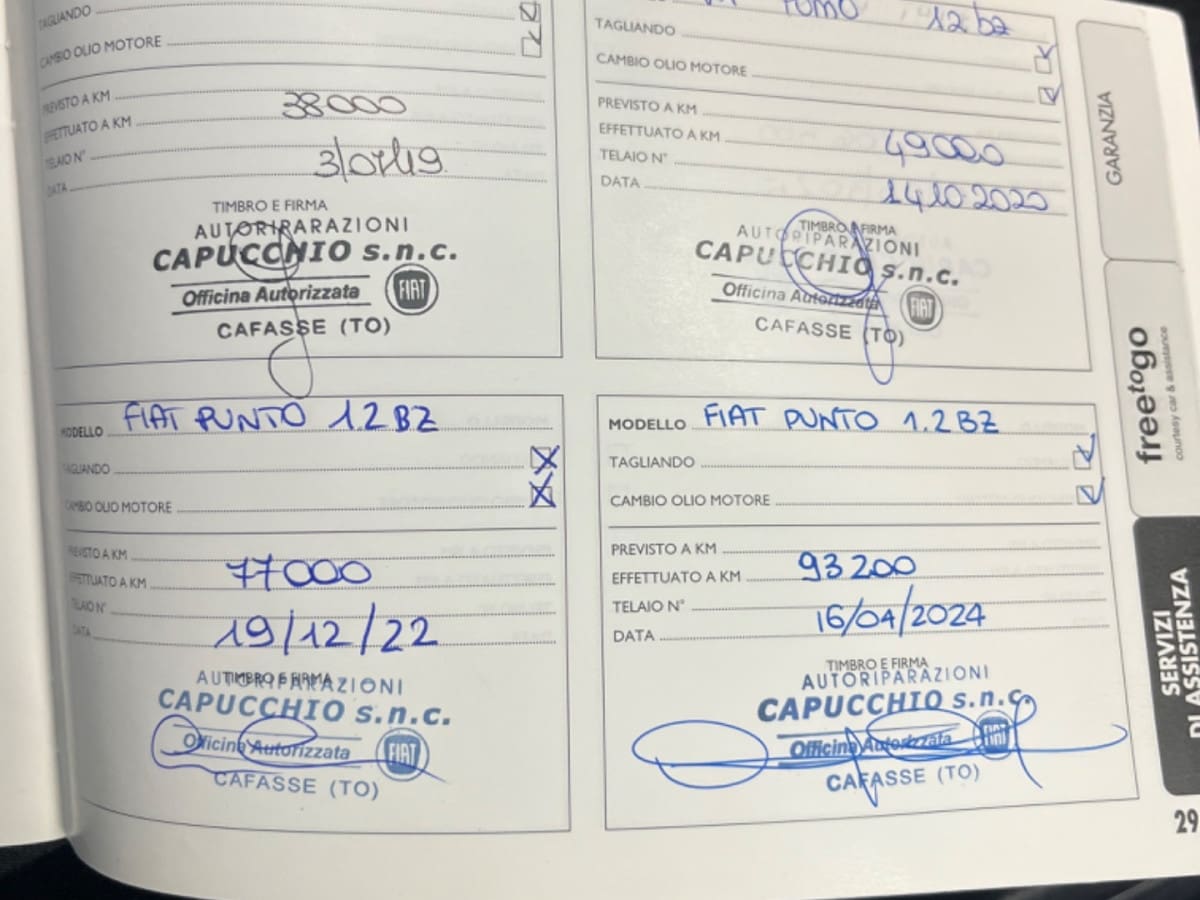 TAGLIANDO
CAMBIO OLIO MOTORE
PREVISTO A KM
EFFETTUATO A KM 38000
TELAIO N°
DATA 3/07/19
TIMBRO E FIRMA
AUTORIPARAZIONI
CAPUCCHIO s.n.c.
Officina Autorizzata FIAT
CAFASSE (TO)
12 bz
TAGLIANDO
CAMBIO OLIO MOTORE
PREVISTO A KM
EFFETTUATO A KM 49000
TELAIO N°
DATA 14.10.2020
TIMBRO E FIRMA
AUTORIPARAZIONI
CAPUCCHIO s.n.c.
Officina Autorizzata FIAT
CAFASSE (TO)
MODELLO FIAT PUNTO 1.2 BZ
TAGLIANDO
CAMBIO OLIO MOTORE
PREVISTO A KM
EFFETTUATO A KM 77000
TELAIO N°
DATA 19/12/22
TIMBRO E FIRMA
AUTORIPARAZIONI
CAPUCCHIO s.n.c.
Officina Autorizzata FIAT
CAFASSE (TO)
MODELLO FIAT PUNTO 1.2 BZ
TAGLIANDO
CAMBIO OLIO MOTORE
PREVISTO A KM
EFFETTUATO A KM 93200
TELAIO N°
DATA 16/04/2024
TIMBRO E FIRMA
AUTORIPARAZIONI
CAPUCCHIO s.n.c.
Officina Autorizzata FIAT
CAFASSE (TO)
GARANZIA
freetogo
courtesy car & assistance
SERVIZI
DI ASSISTENZA
29